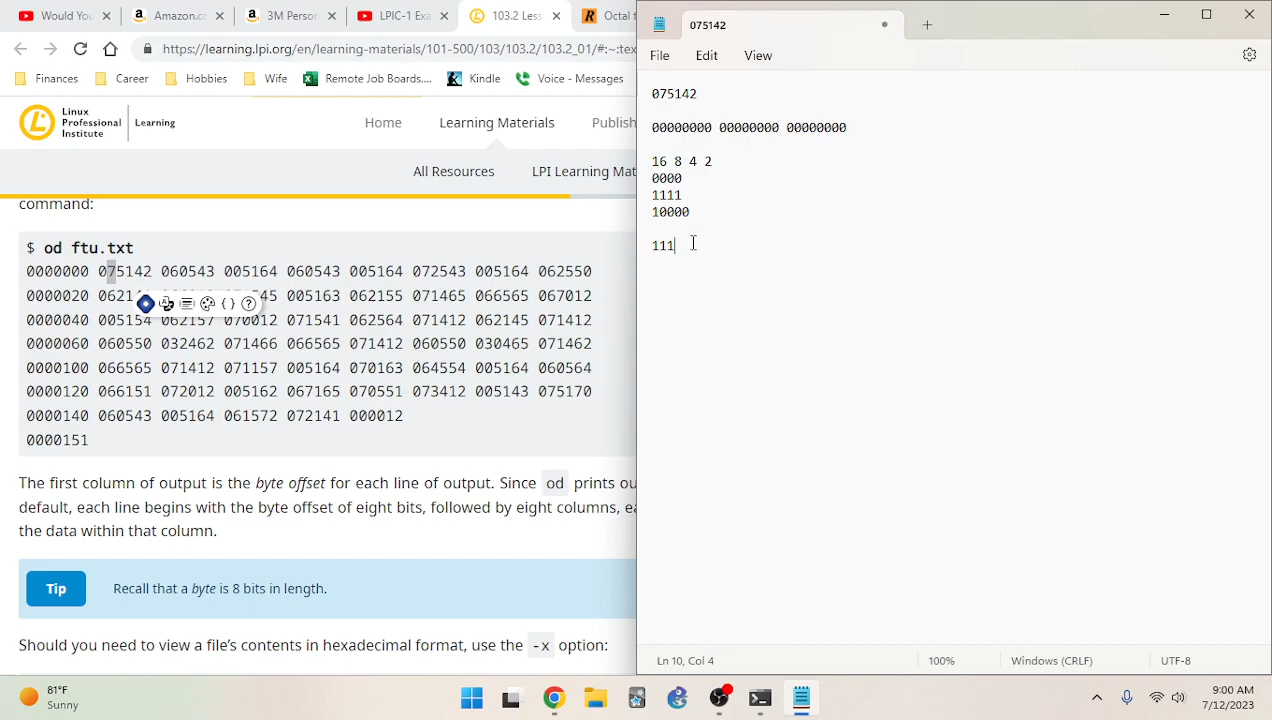 Would You
Amazon.co
3M Person
LPIC-1 Exa
103.2 Less
Octal t
https://learning.lpi.org/en/learning-materials/101-500/103/103.2/103.2_01/#:~:tex
Finances
Career
Hobbies
Wife
Remote Job Boards....
Kindle
Voice - Messages
Linux
Professional
Institute
Learning
Home
Learning Materials
Publish
All Resources
LPI Learning Mat
command:
$ od ftu.txt
0000000 075142 060543 005164 060543 005164 072543 005164 062550
0000020 06214 545 005163 062155 071465 066565 067012
0000040 005154 062157 070012 071541 062564 071412 062145 071412
0000060 060550 032462 071466 066565 071412 060550 030465 071462
0000100 066565 071412 071157 005164 070163 064554 005164 060564
0000120 066151 072012 005162 067165 070551 073412 005143 075170
0000140 060543 005164 061572 072141 000012
0000151
The first column of output is the byte offset for each line of output. Since od prints ou
default, each line begins with the byte offset of eight bits, followed by eight columns, ea
the data within that column.
Tip
Recall that a byte is 8 bits in length.
Should you need to view a file's contents in hexadecimal format, use the -x option:
075142
File
Edit
View
075142
00000000 00000000 00000000
16 8 4 2
0000
1111
10000
111
Ln 10, Col 4
100%
Windows (CRLF)
UTF-8
81°F
Sunny
9:00 AM
7/12/2023